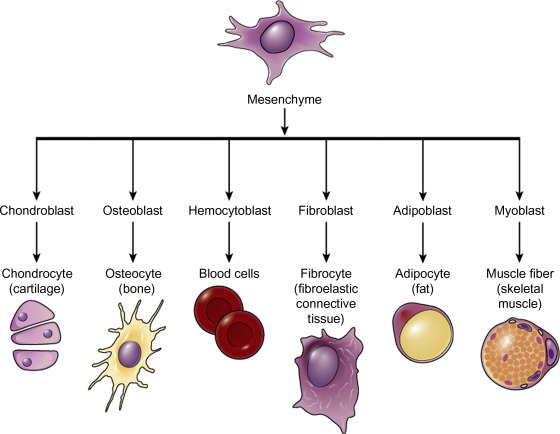 Mesenchyme
Chondroblast
Osteoblast
Hemocytoblast
Fibroblast
Adipoblast
Myoblast
Chondrocyte
(cartilage)
Osteocyte
(bone)
Blood cells
Fibrocyte
(fibroelastic
connective
tissue)
Adipocyte
(fat)
Muscle fiber
(skeletal
muscle)